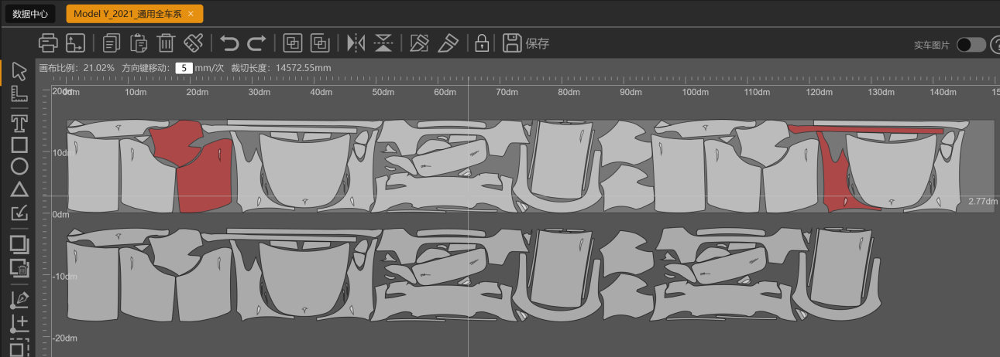 数据中心
Model Y_2021_通用全车系 ×
保存
实车图片
画布比例: 21.02% 方向键移动: 5 mm/次 裁切长度: 14572.55mm
20dm 0dm 10dm 20dm 30dm 40dm 50dm 60dm 70dm 80dm 90dm 100dm 110dm 120dm 130dm 140dm 15
10dm
2.77dm
0dm
-10dm
-20dm